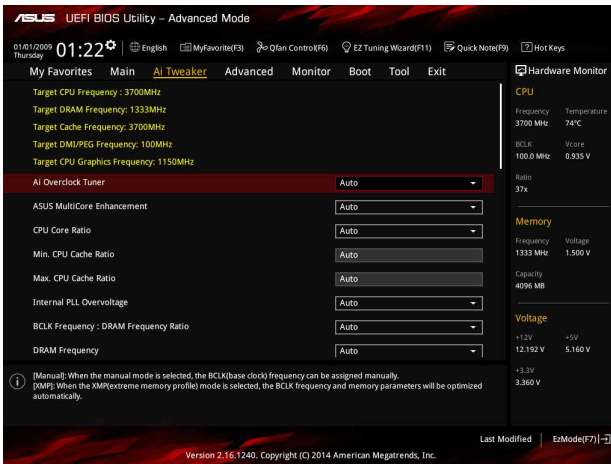 ASUS UEFI BIOS Utility – Advanced Mode
01/01/2009 Thursday 01:22 English MyFavorite(F3) Qfan Control(F6) EZ Tuning Wizard(F11) Quick Note(F9) ? Hot Keys
My Favorites Main Ai Tweaker Advanced Monitor Boot Tool Exit
Target CPU Frequency : 3700MHz
Target DRAM Frequency: 1333MHz
Target Cache Frequency: 3700MHz
Target DMI/PEG Frequency: 100MHz
Target CPU Graphics Frequency: 1150MHz
Ai Overclock Tuner Auto
ASUS MultiCore Enhancement Auto
CPU Core Ratio Auto
Min. CPU Cache Ratio Auto
Max. CPU Cache Ratio Auto
Internal PLL Overvoltage Auto
BCLK Frequency : DRAM Frequency Ratio Auto
DRAM Frequency Auto
[Manual]: When the manual mode is selected, the BCLK(base clock) frequency can be assigned manually.
[XMP]: When the XMP(extreme memory profile) mode is selected, the BCLK frequency and memory parameters will be optimized
automatically.
Hardware Monitor
CPU
Frequency Temperature
3700 MHz 74°C
BCLK Vcore
100.0 MHz 0.935 V
Ratio
37x
Memory
Frequency Voltage
1333 MHz 1.500 V
Capacity
4096 MB
Voltage
+12V +5V
12.192 V 5.160 V
+3.3V
3.360 V
Last Modified EzMode(F7)
Version 2.16.1240. Copyright (C) 2014 American Megatrends, Inc.